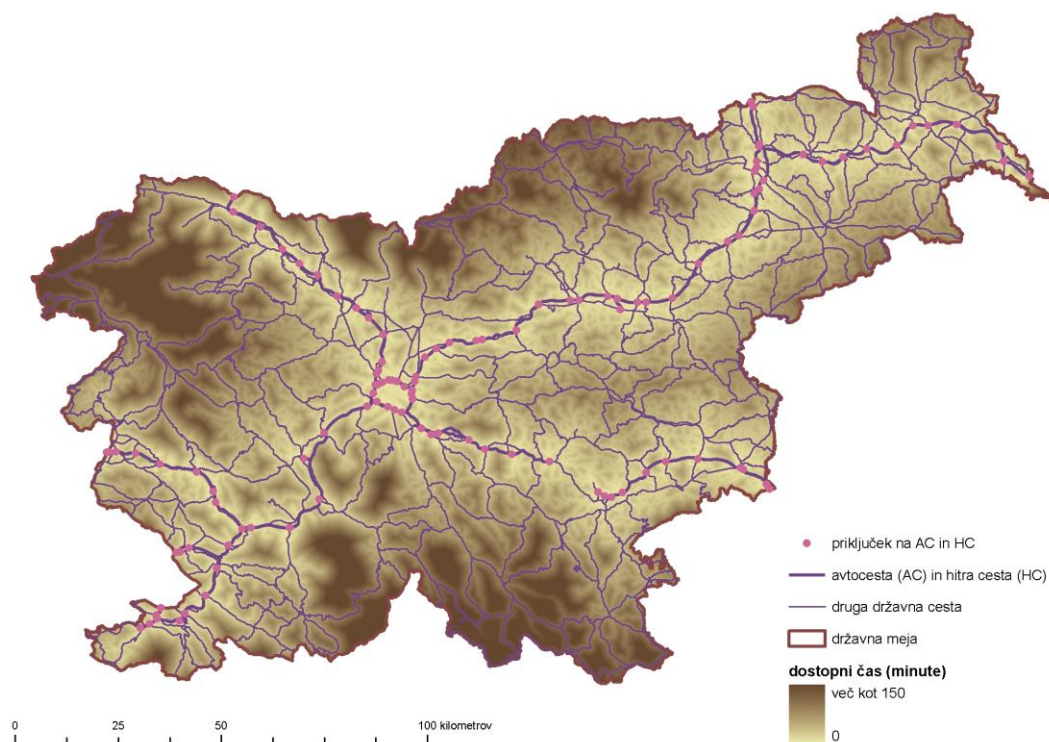 priključek na AC in HC
avtocesta (AC) in hitra cesta (HC)
druga državna cesta
državna meja
dostopni čas (minute)
več kot 150
0
0 25 50 100 kilometrov